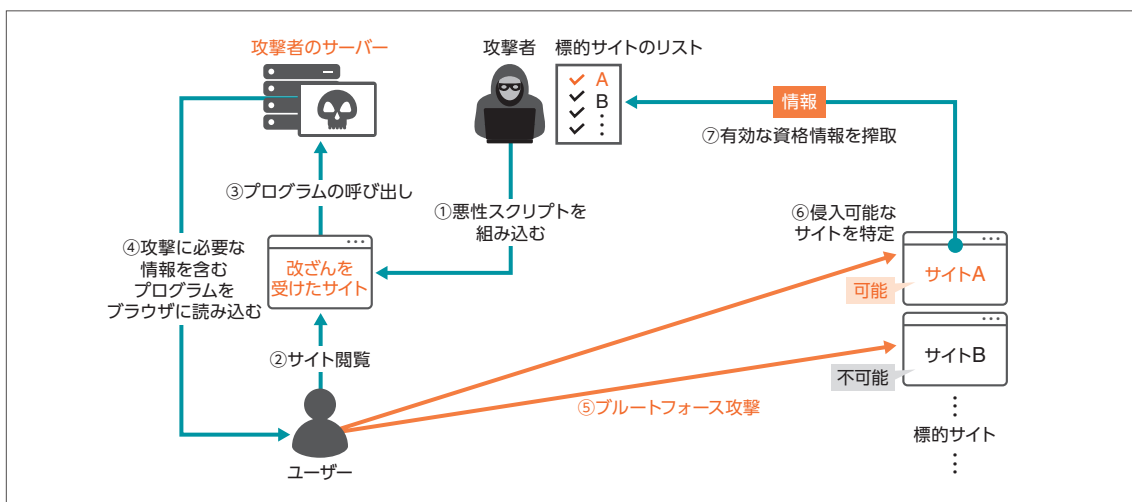 攻撃者のサーバー
攻撃者
標的サイトのリスト
A
B
⋮
情報
⑦有効な資格情報を搾取
③プログラムの呼び出し
①悪性スクリプトを
組み込む
⑥侵入可能な
サイトを特定
④攻撃に必要な
情報を含む
プログラムを
ブラウザに読み込む
改ざんを
受けたサイト
サイトA
可能
②サイト閲覧
サイトB
不可能
⑤ブルートフォース攻撃
⋮
標的サイト
⋮
ユーザー